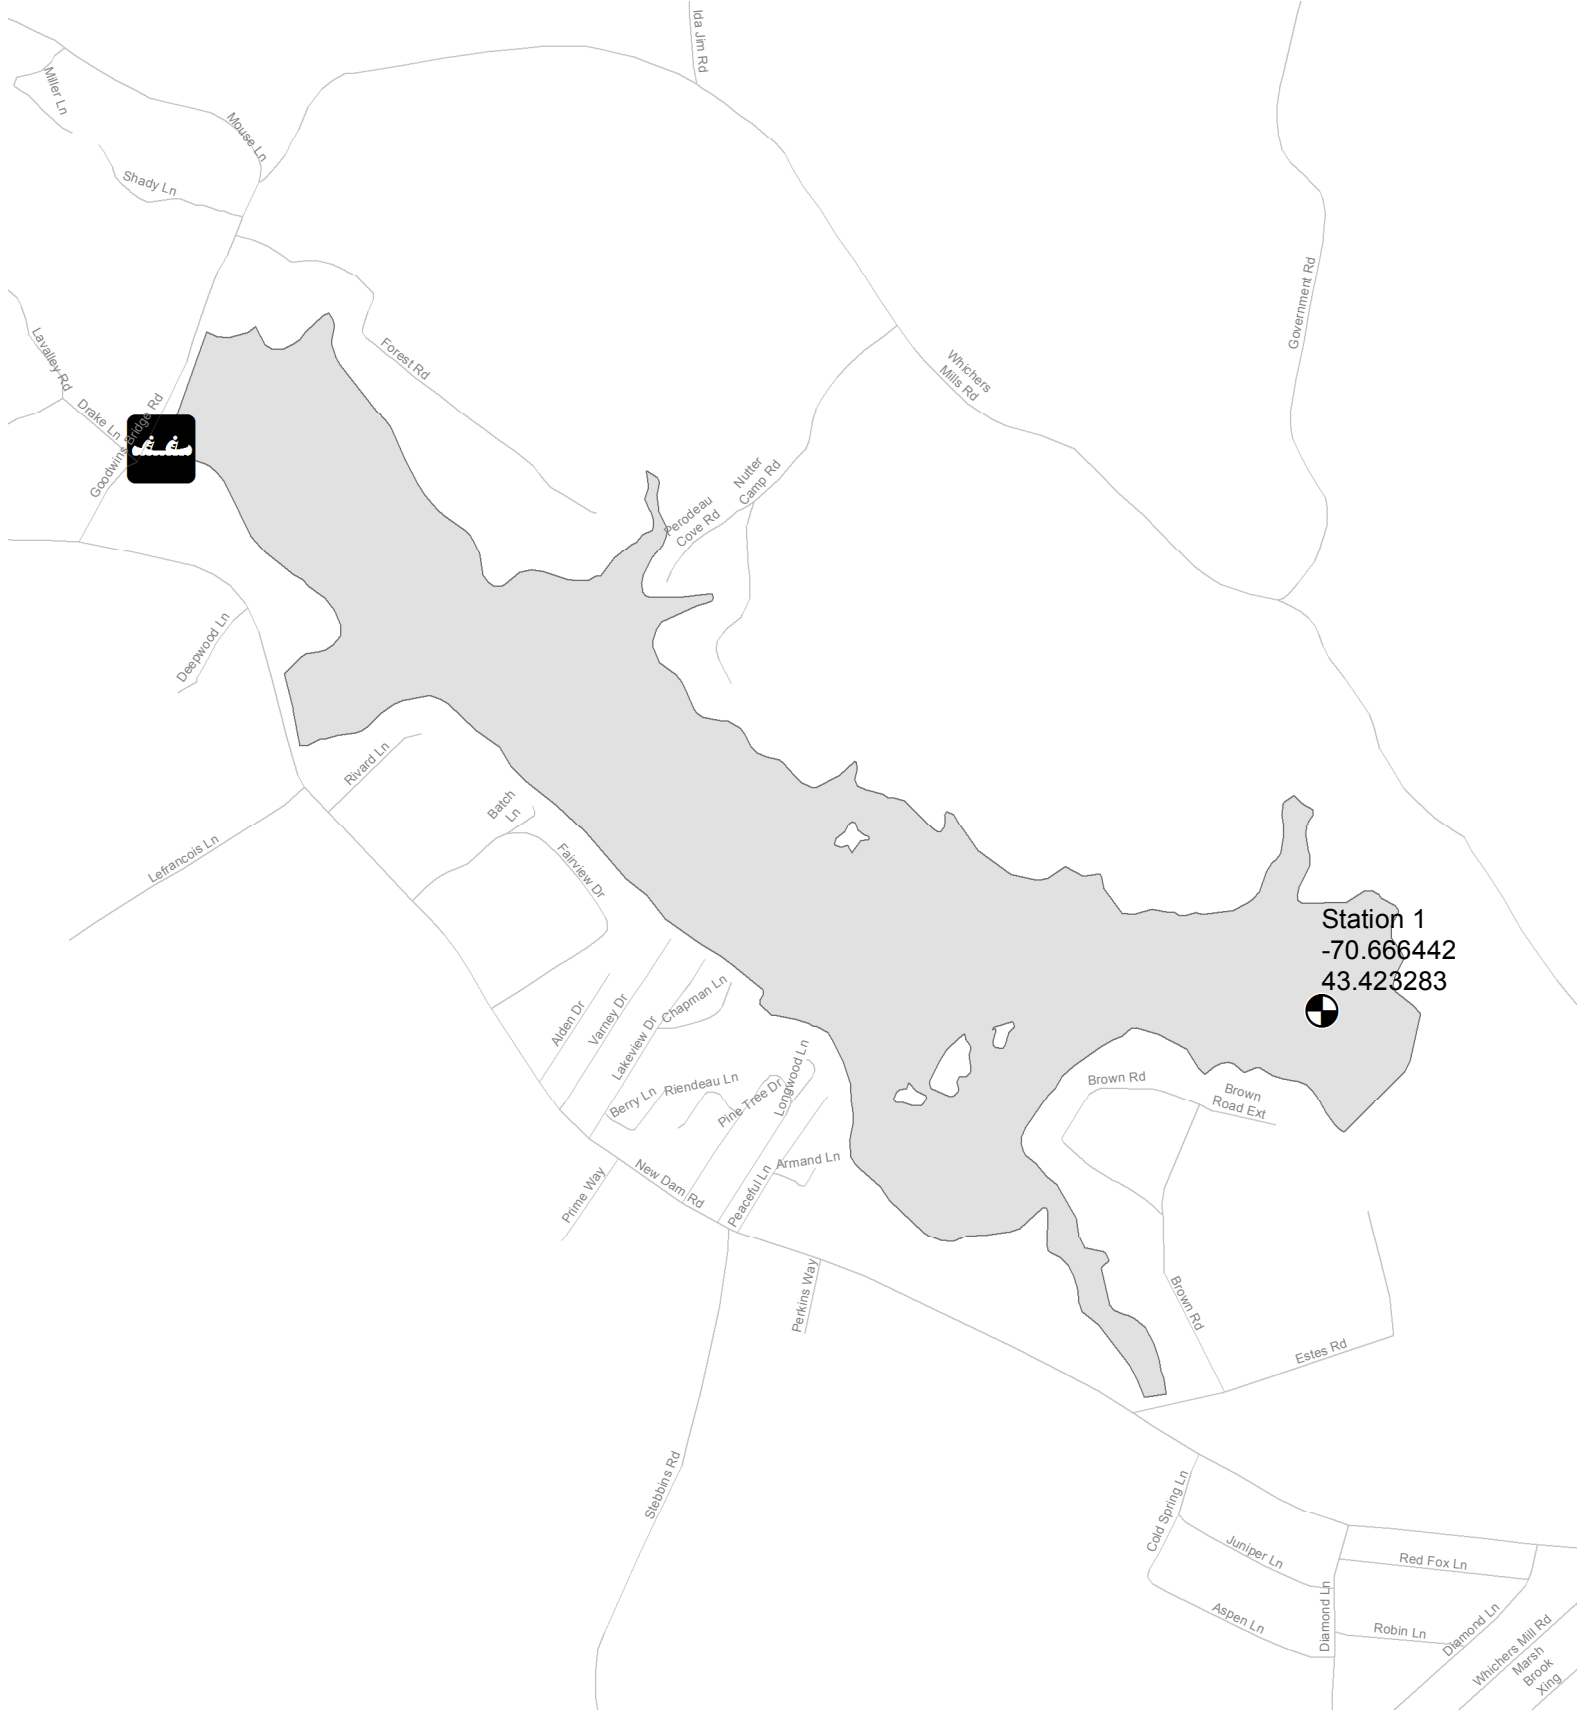 Ida Jim Rd
Miller Ln
Mouse Ln
Shady Ln
Government Rd
Lavalley Rd
Forest Rd
Whichers
Mills Rd
Drake Ln
Goodwins Bridge Rd
Nutter
Camp Rd
Perodeau
Cove Rd
Deepwood Ln
Rivard Ln
Batch
Ln
Lefrancois Ln
Fairview Dr
Station 1
-70.666442
43.423283
Alden Dr
Varney Dr
Lakeview Dr
Chapman Ln
Berry Ln
Riendeau Ln
Pine Tree Dr
Longwood Ln
Brown Rd
Brown
Road Ext
Armand Ln
New Dam Rd
Prime Way
Peaceful Ln
Perkins Way
Brown Rd
Estes Rd
Stebbins Rd
Cold Spring Ln
Juniper Ln
Red Fox Ln
Aspen Ln
Diamond Ln
Robin Ln
Diamond Ln
Whichers Mill Rd
Marsh
Brook
Xing